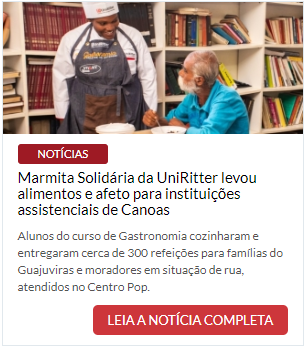 NOTÍCIAS
Marmita Solidária da UniRitter levou
alimentos e afeto para instituições
assistenciais de Canoas
Alunos do curso de Gastronomia cozinharam e
entregaram cerca de 300 refeições para famílias do
Guajuviras e moradores em situação de rua,
atendidos no Centro Pop.
LEIA A NOTÍCIA COMPLETA